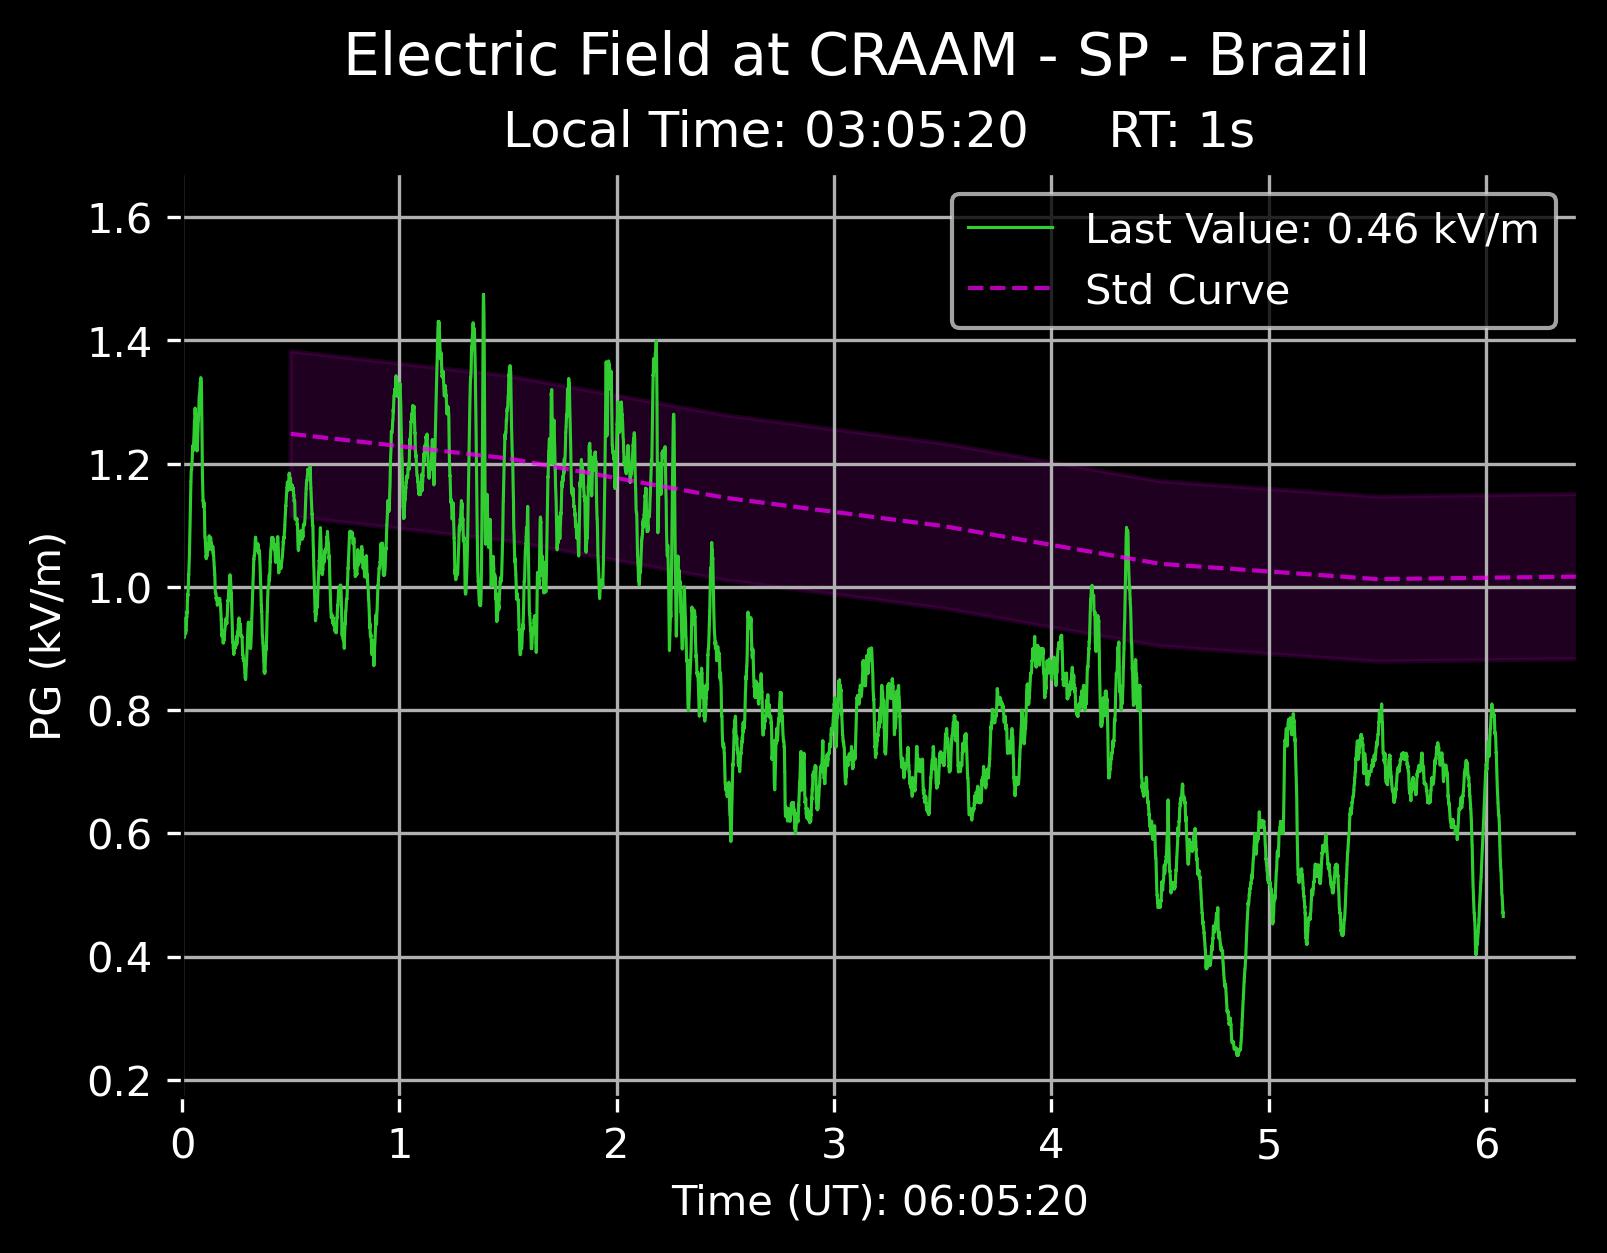 Electric Field at CRAAM - SP - Brazil
Local Time: 03:05:20 RT: 1s
Last Value: 0.46 kV/m
Std Curve
PG (kV/m)
1.6
1.4
1.2
1.0
0.8
0.6
0.4
0.2
0 1 2 3 4 5 6
Time (UT): 06:05:20